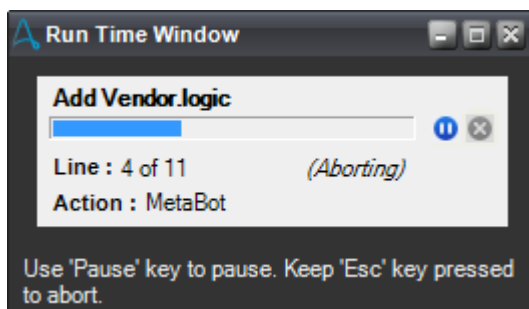 Run Time Window
Add Vendor.logic
Line : 4 of 11 (Aborting)
Action : MetaBot
Use 'Pause' key to pause. Keep 'Esc' key pressed
to abort.